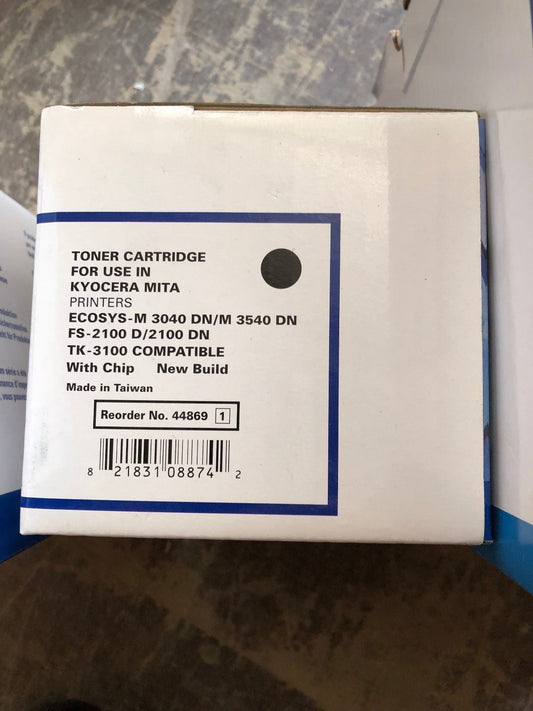 TONER CARTRIDGE
FOR USE IN
KYOCERA MITA
PRINTERS
ECOSYS-M 3040 DN/M 3540 DN
FS-2100 D/2100 DN
TK-3100 COMPATIBLE
With Chip New Build
Made in Taiwan
Reorder No. 44869 1
8 21831 08874 2